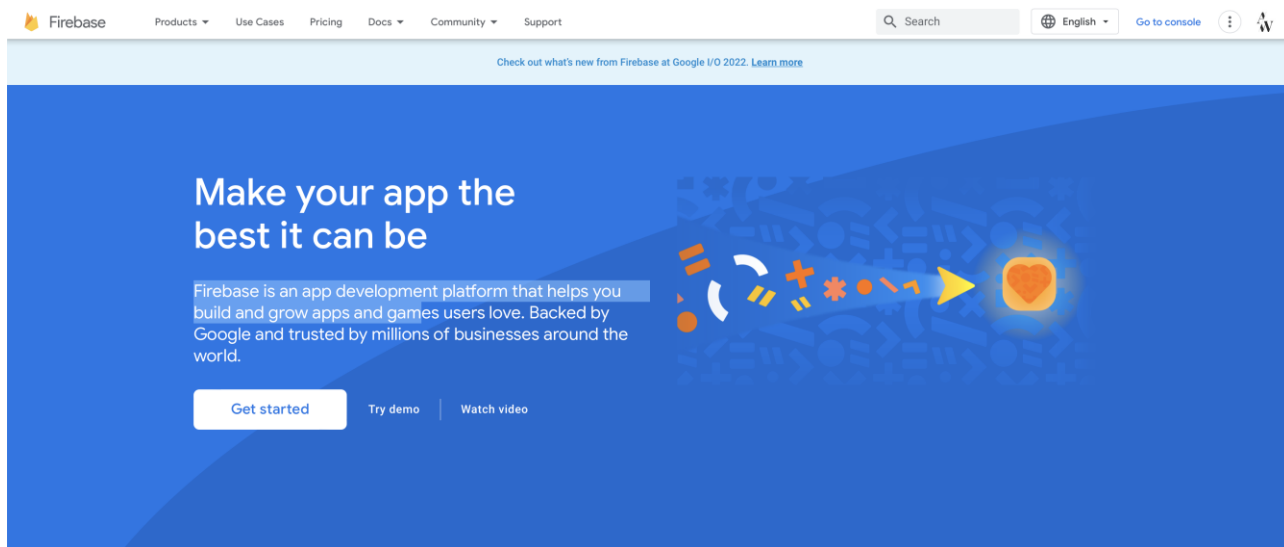 Firebase Products Use Cases Pricing Docs Community Support Search English Go to console AW
Check out what's new from Firebase at Google I/O 2022. Learn more
Make your app the
best it can be
Firebase is an app development platform that helps you
build and grow apps and games users love. Backed by
Google and trusted by millions of businesses around the
world.
Get started Try demo Watch video